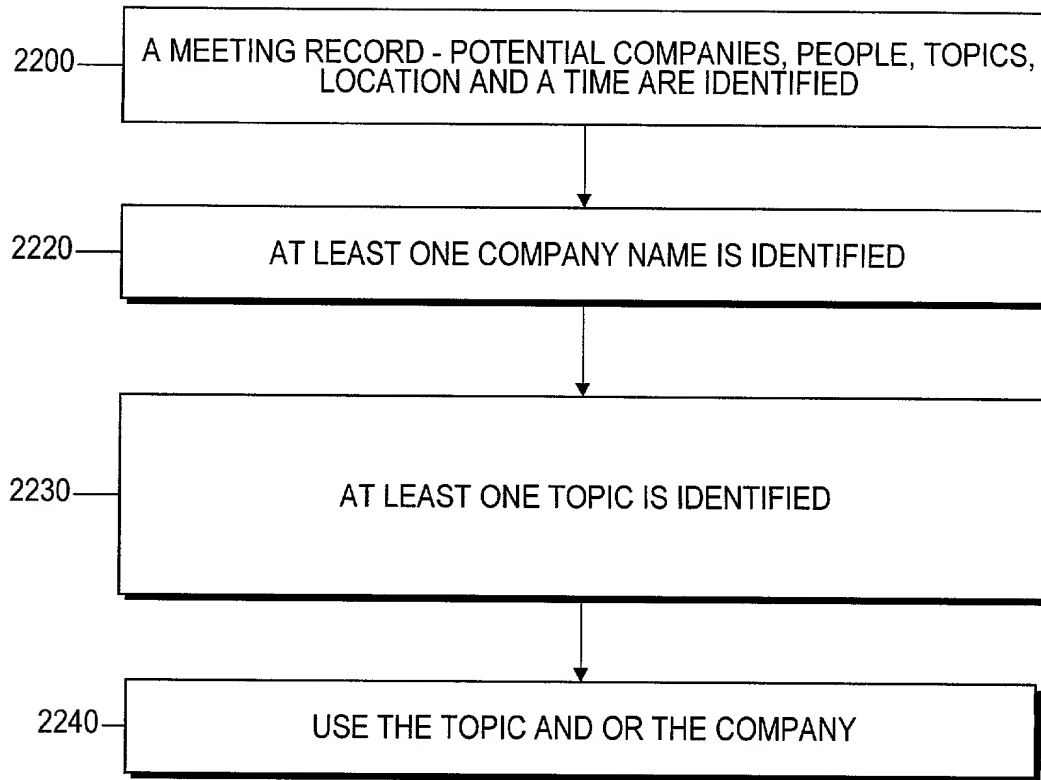 2200
A MEETING RECORD - POTENTIAL COMPANIES, PEOPLE, TOPICS,
LOCATION AND A TIME ARE IDENTIFIED
2220
AT LEAST ONE COMPANY NAME IS IDENTIFIED
2230
AT LEAST ONE TOPIC IS IDENTIFIED
2240
USE THE TOPIC AND OR THE COMPANY